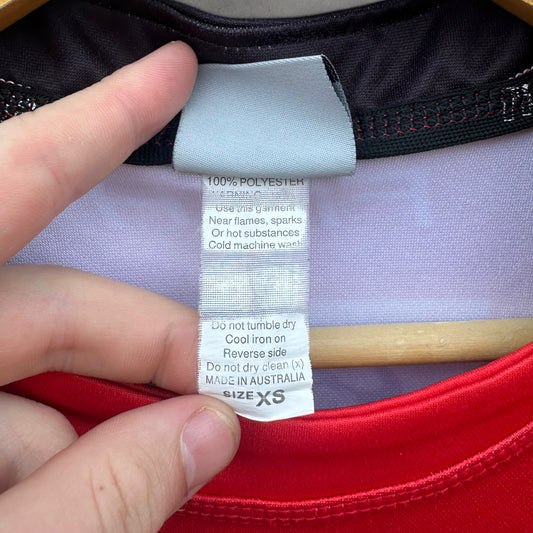 100% POLYESTER
WARNING
Use this garment
Near flames, sparks
Or hot substances
Cold machine wash
Do not tumble dry
Cool iron on
Reverse side
Do not dry clean (x)
MADE IN AUSTRALIA
SIZE XS